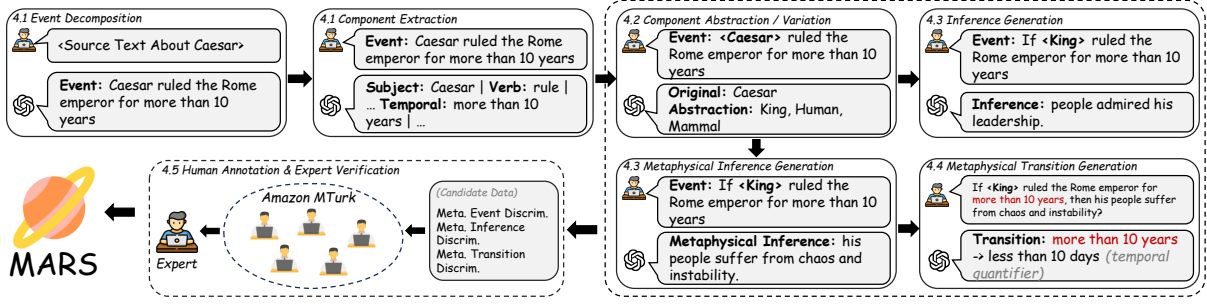 4.1 Event Decomposition
<Source Text About Caesar>
Event: Caesar ruled the Rome
emperor for more than 10
years
4.1 Component Extraction
Event: Caesar ruled the Rome
emperor for more than 10 years
Subject: Caesar | Verb: rule |
... Temporal: more than 10
years | ...
4.2 Component Abstraction / Variation
Event: <Caesar> ruled the
Rome emperor for more than 10
years
Original: Caesar
Abstraction: King, Human,
Mammal
4.3 Inference Generation
Event: If <King> ruled the
Rome emperor for more than 10
years
Inference: people admired his
leadership.
4.3 Metaphysical Inference Generation
Event: If <King> ruled the
Rome emperor for more than 10
years
Metaphysical Inference: his
people suffer from chaos and
instability.
4.4 Metaphysical Transition Generation
If <King> ruled the Rome emperor for
more than 10 years, then his people suffer
from chaos and instability?
Transition: more than 10 years
-> less than 10 days (temporal
quantifier)
4.5 Human Annotation & Expert Verification
(Candidate Data)
Meta. Event Discrim.
Meta. Inference
Discrim.
Meta. Transition
Discrim.
Amazon MTurk
Expert
MARS